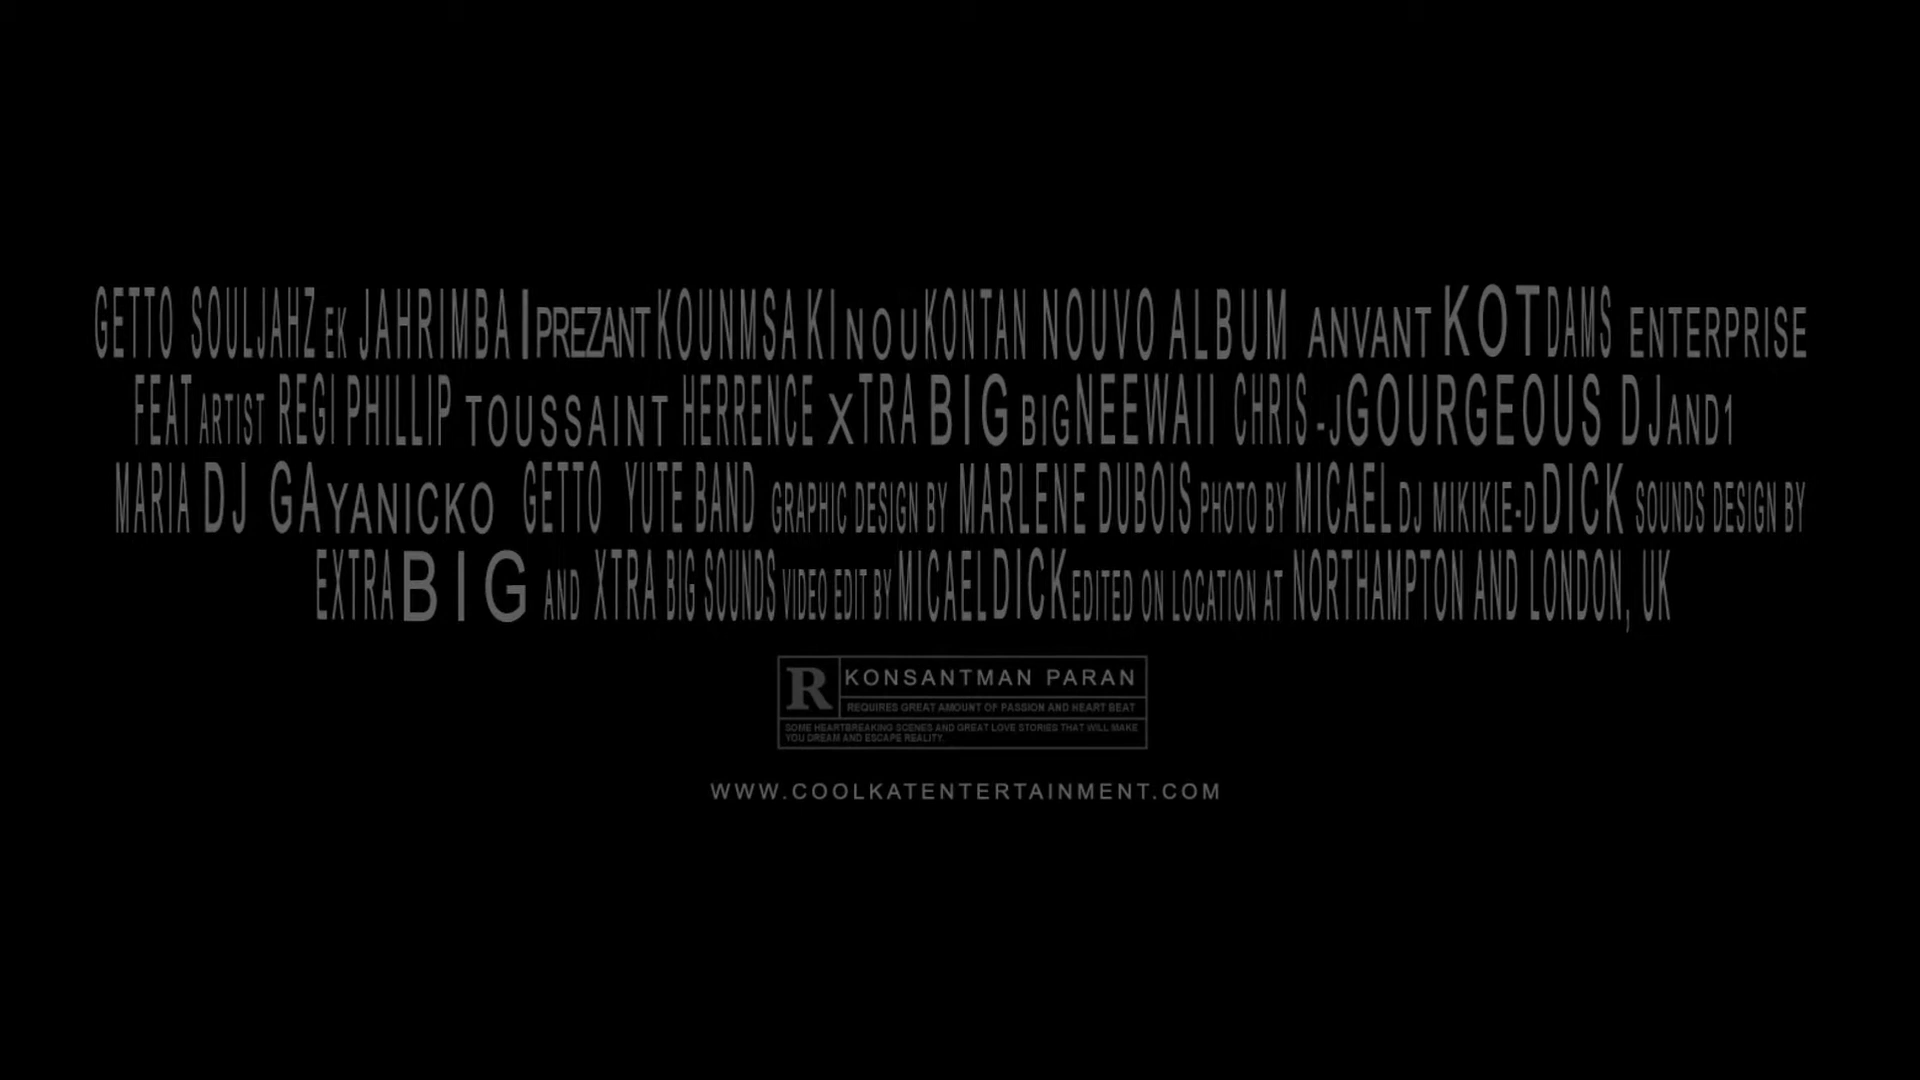 GETTO SOULJAHZ EK JAHRIMBA I PREZANT KOUNMSA KI NOU KONTAN NOUVO ALBUM ANVANT KOT DAMS ENTERPRISE
FEAT ARTIST REGI PHILLIP TOUSSAINT HERRENCE XTRA BIG BIG NEEWAII CHRIS-J GOURGEOUS DJ AND1
MARIA DJ GA YANICKO GETTO YUTE BAND GRAPHIC DESIGN BY MARLENE DUBOIS PHOTO BY MICAEL DJ MIKIKIE-D DICK SOUNDS DESIGN BY
EXTRA BIG AND XTRA BIG SOUNDS VIDEO EDIT BY MICAEL DICK EDITED ON LOCATION AT NORTHAMPTON AND LONDON, UK
R KONSANTMAN PARAN
REQUIRES GREAT AMOUNT OF PASSION AND HEART BEAT
SOME HEARTBREAKING SCENES AND GREAT LOVE STORIES THAT WILL MAKE
YOU DREAM AND ESCAPE REALITY.
WWW.COOLKATENTERTAINMENT.COM